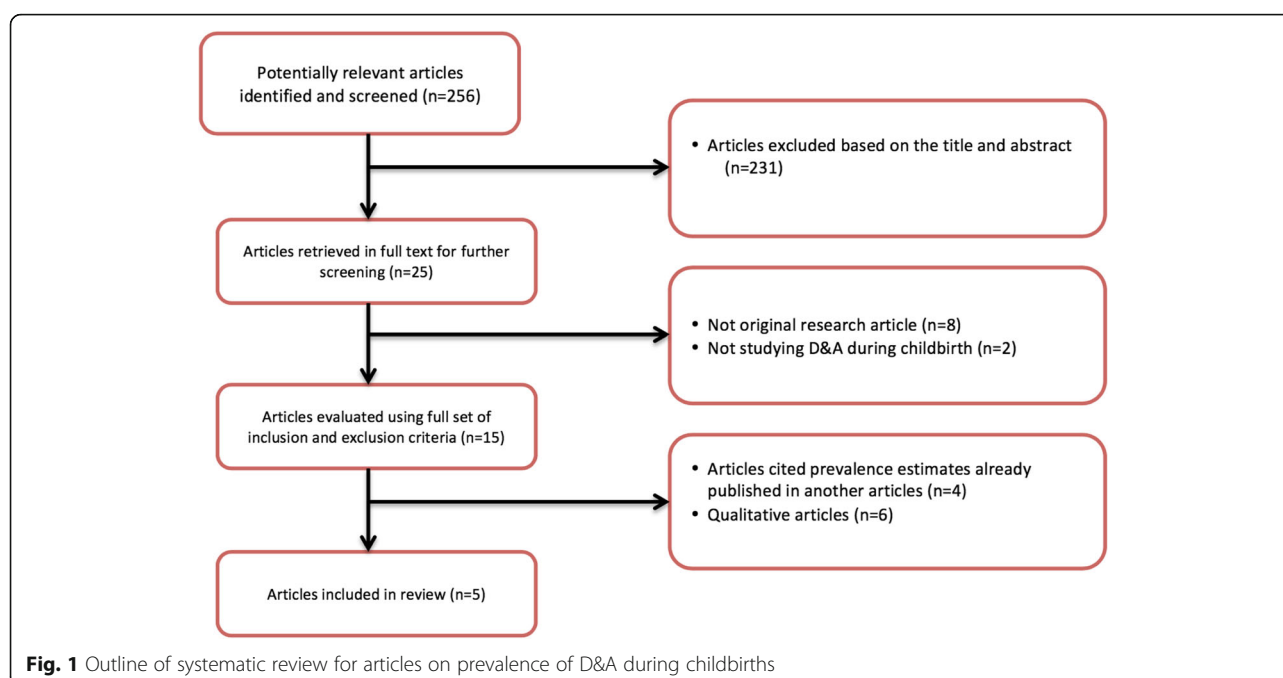 Potentially relevant articles
identified and screened (n=256)
• Articles excluded based on the title and abstract
(n=231)
Articles retrieved in full text for further
screening (n=25)
• Not original research article (n=8)
• Not studying D&A during childbirth (n=2)
Articles evaluated using full set of
inclusion and exclusion criteria (n=15)
• Articles cited prevalence estimates already
published in another articles (n=4)
• Qualitative articles (n=6)
Articles included in review (n=5)
Fig. 1 Outline of systematic review for articles on prevalence of D&A during childbirths